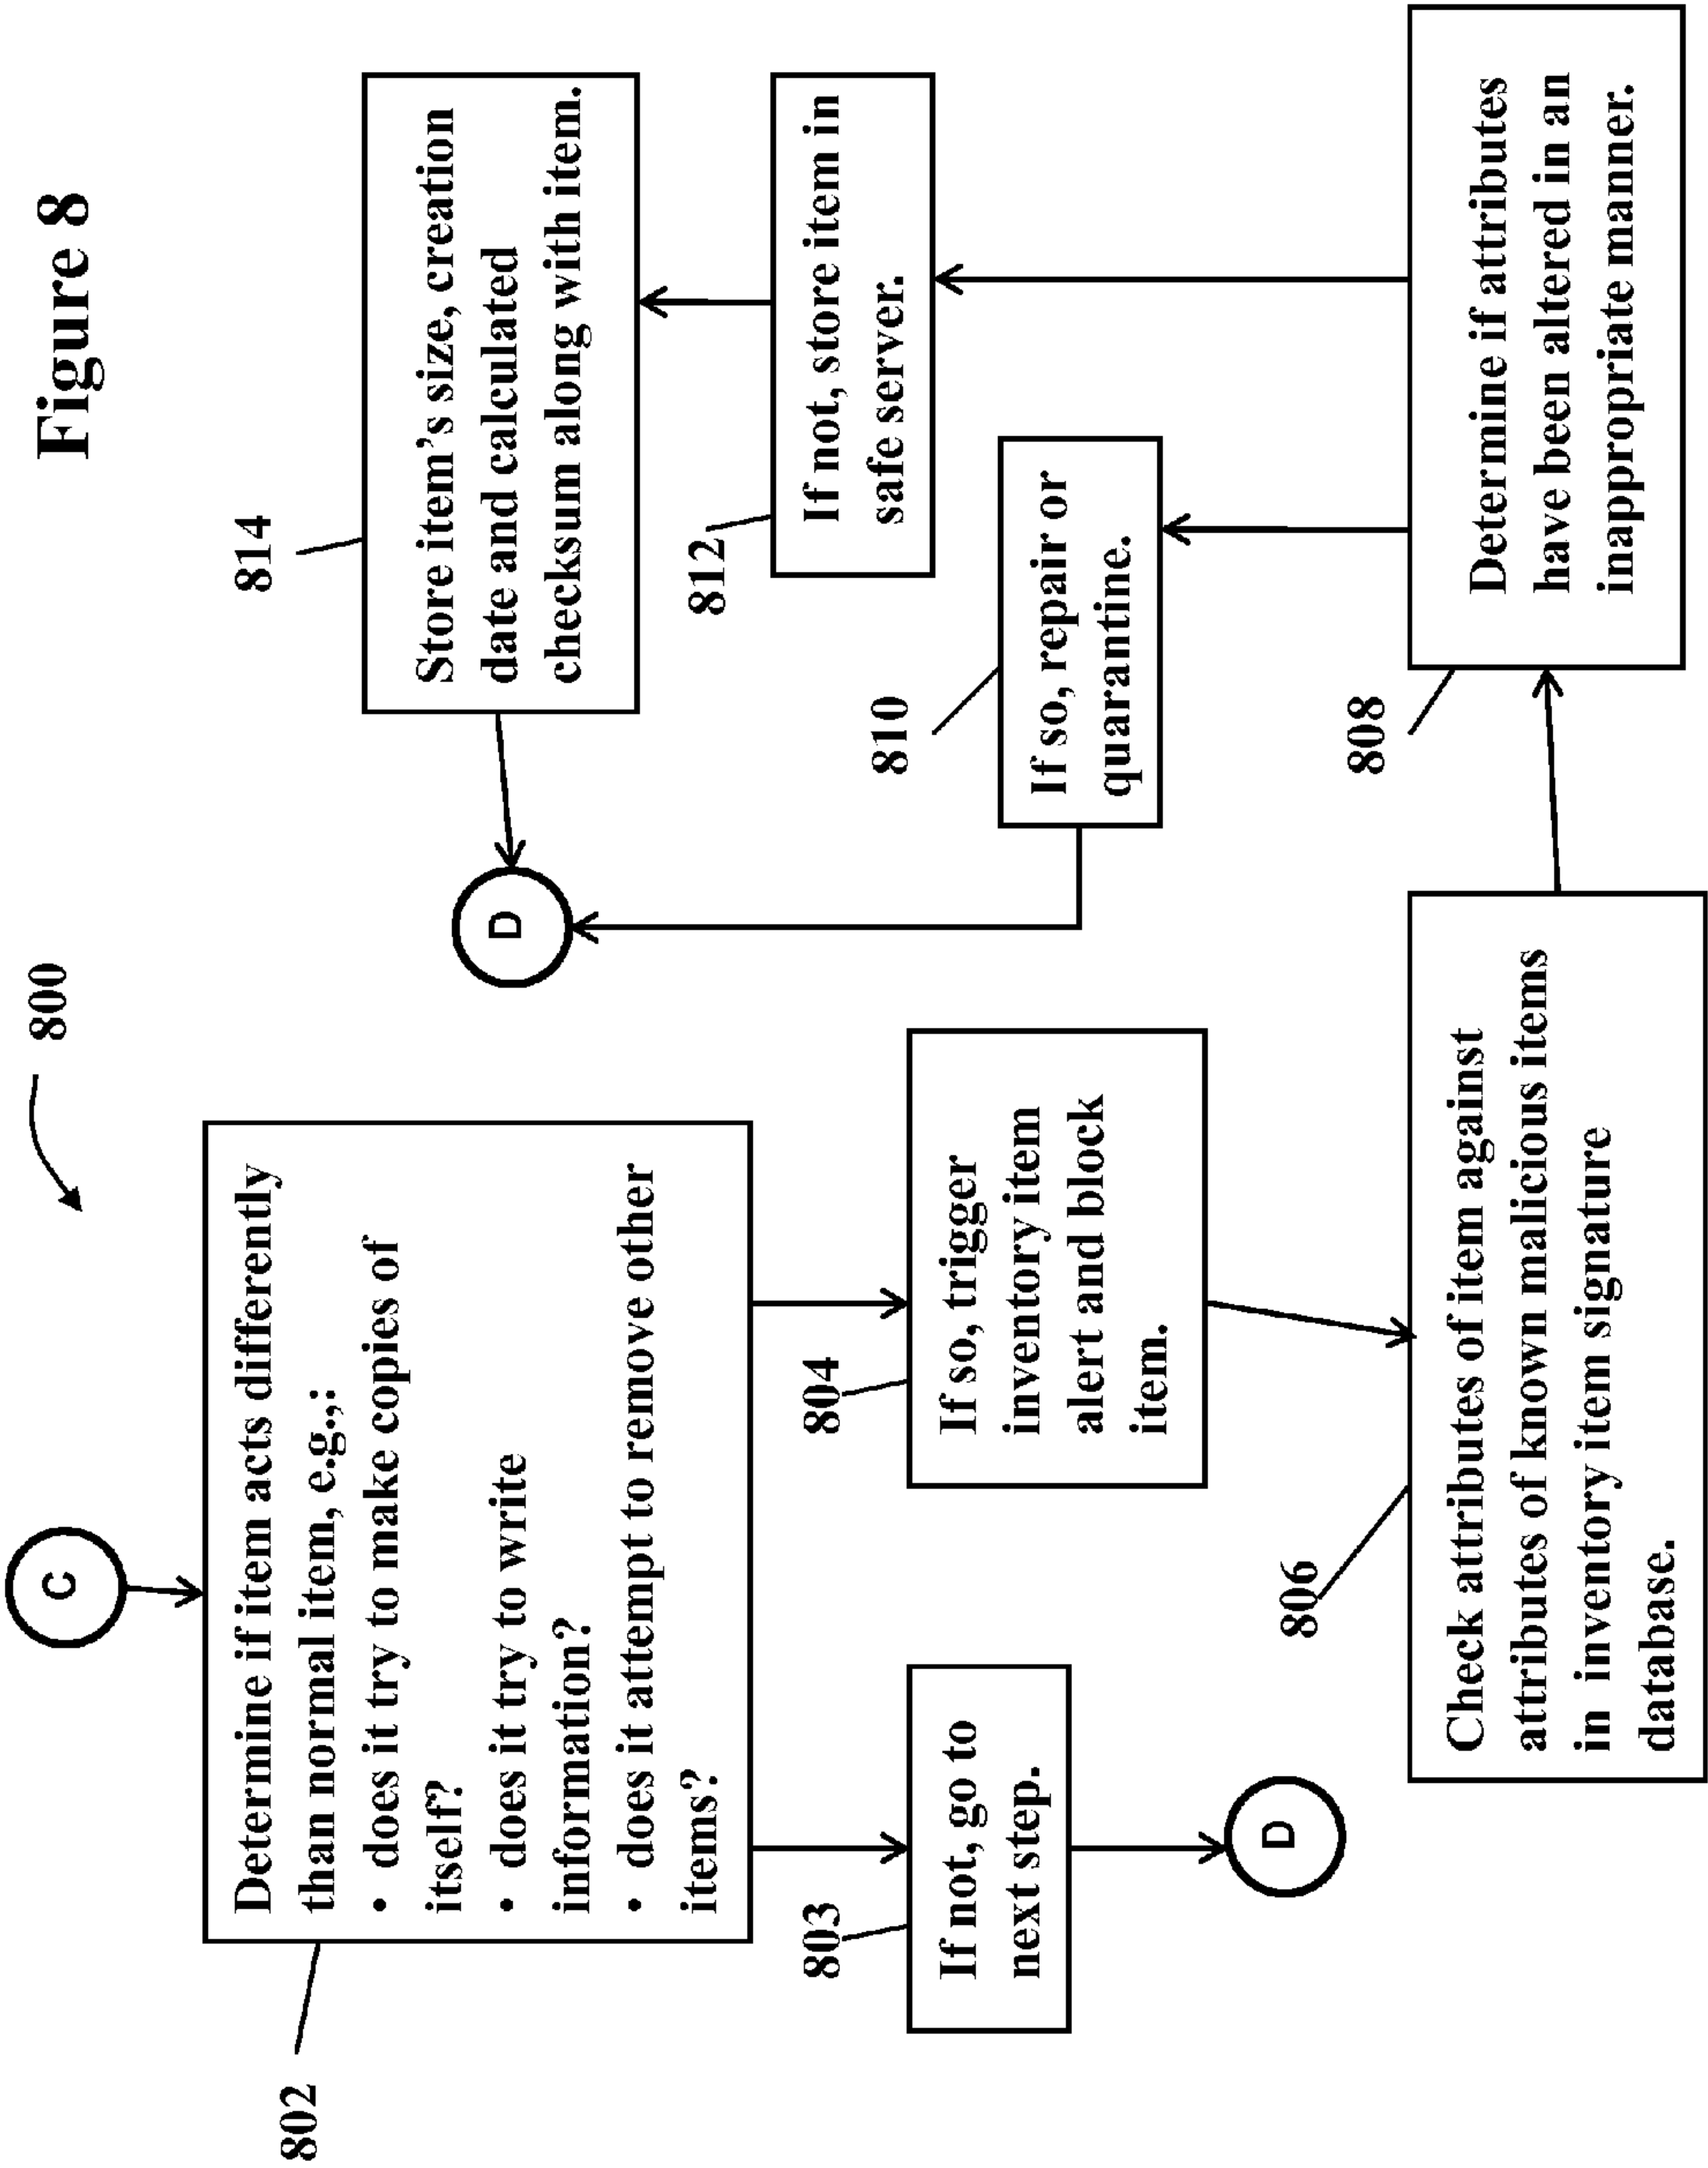 Figure 8
800
C
802
Determine if item acts differently
than normal item, e.g.,:
• does it try to make copies of
itself?
• does it try to write
information?
• does it attempt to remove other
items?
803
If not, go to
next step.
D
804
If so, trigger
inventory item
alert and block
item.
806
Check attributes of item against
attributes of known malicious items
in inventory item signature
database.
808
Determine if attributes
have been altered in an
inappropriate manner.
810
If so, repair or
quarantine.
812
If not, store item in
safe server.
814
Store item's size, creation
date and calculated
checksum along with item.
D